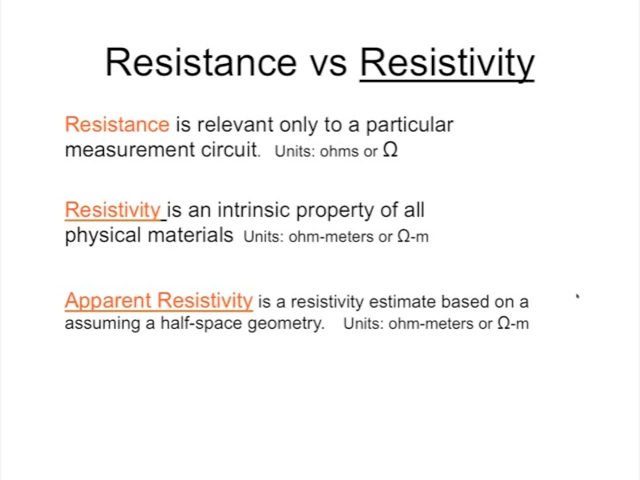 Resistance vs Resistivity
Resistance is relevant only to a particular
measurement circuit. Units: ohms or Ω
Resistivity is an intrinsic property of all
physical materials Units: ohm-meters or Ω-m
Apparent Resistivity is a resistivity estimate based on a
assuming a half-space geometry. Units: ohm-meters or Ω-m